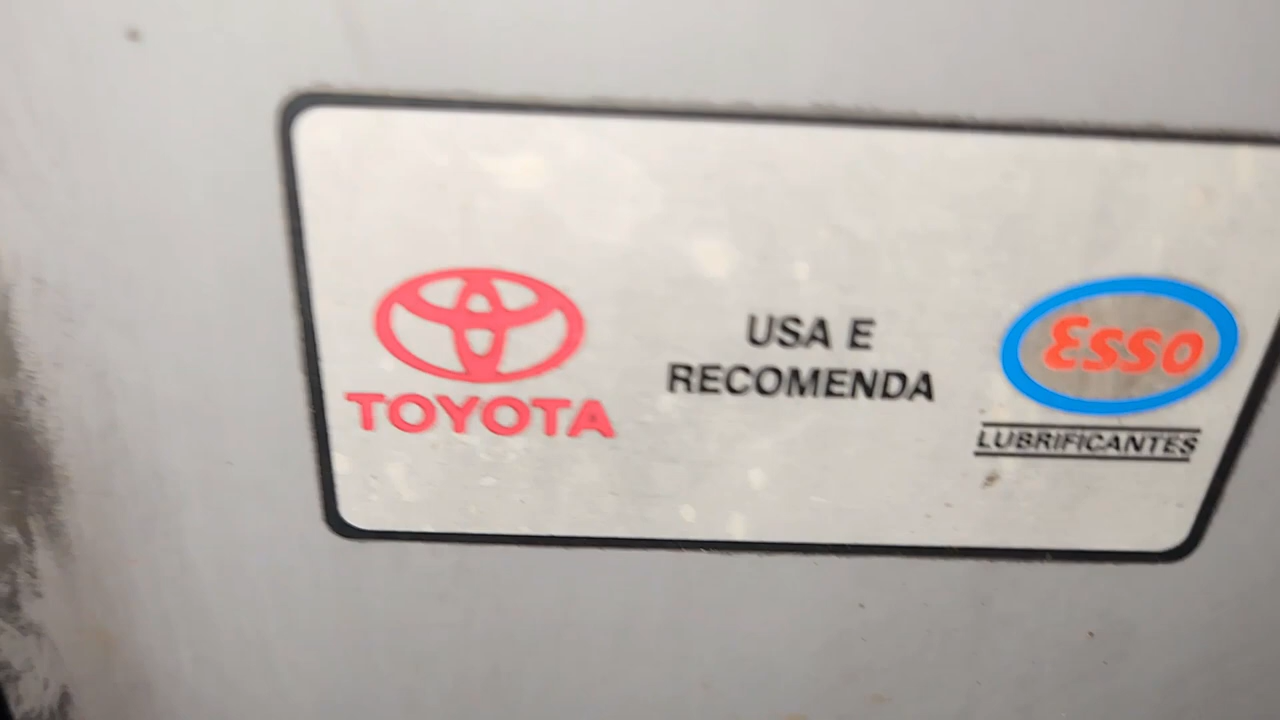 TOYOTA
USA E
RECOMENDA
Esso
LUBRIFICANTES